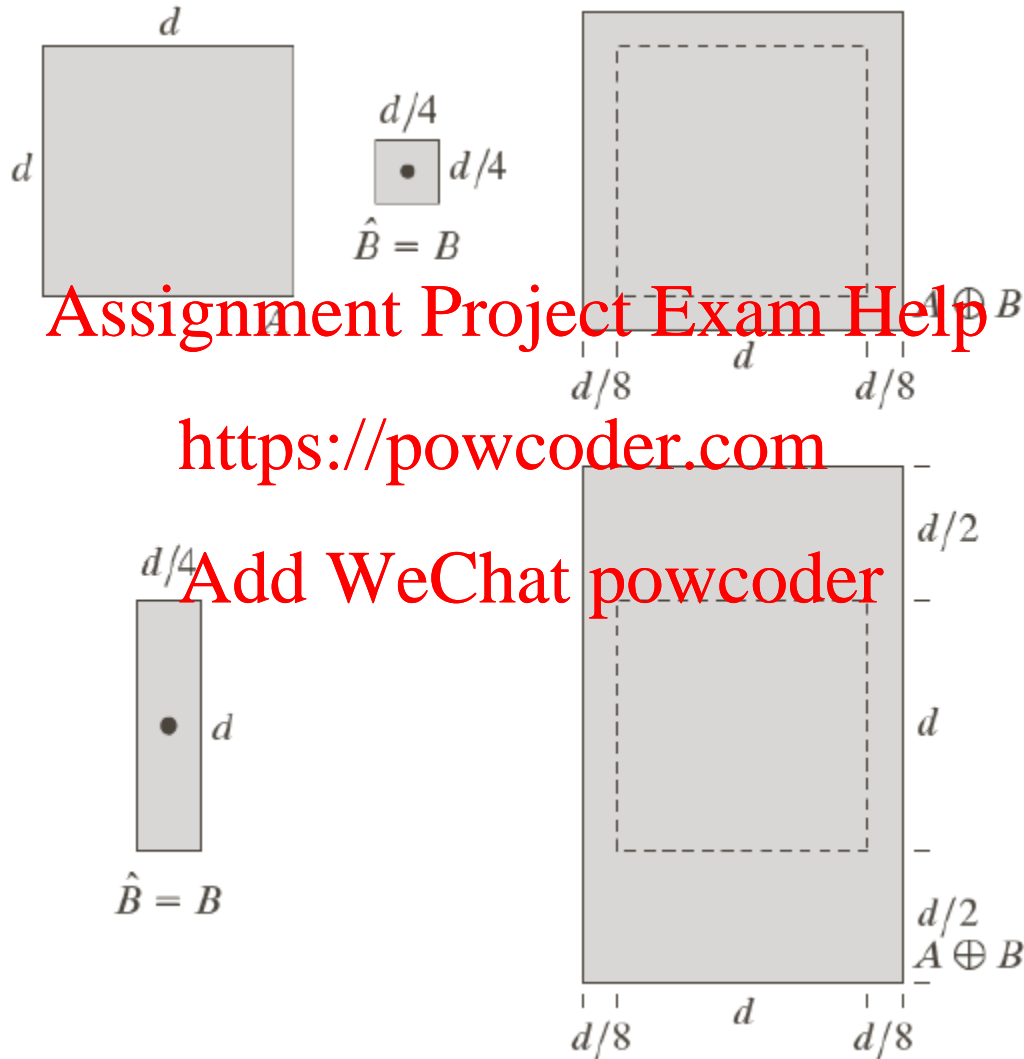 d
d
d/4
d/4
B̂ = B
A
A ⊕ B
d
d/8
d/8
Assignment Project Exam Help
https://powcoder.com
Add WeChat powcoder
d/4
d
B̂ = B
d/2
d
d/2
A ⊕ B
d
d/8
d/8